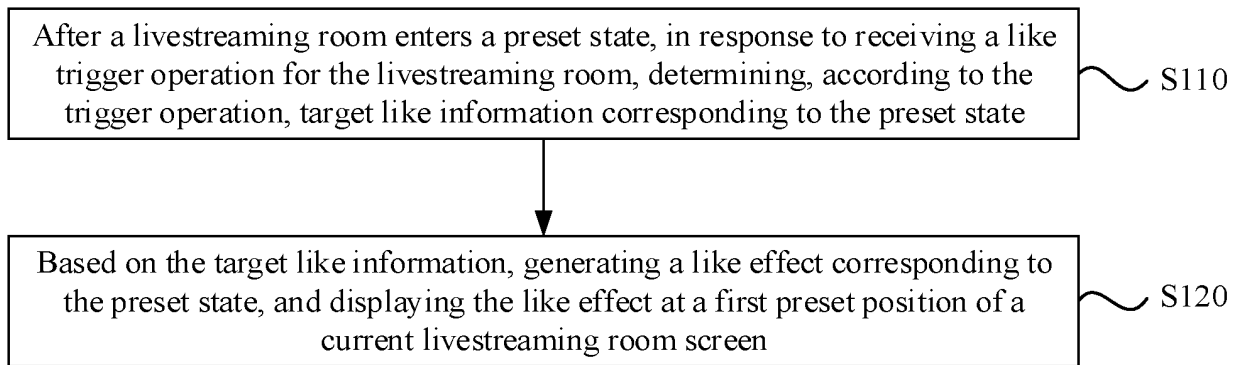 After a livestreaming room enters a preset state, in response to receiving a like
trigger operation for the livestreaming room, determining, according to the
trigger operation, target like information corresponding to the preset state
S110
Based on the target like information, generating a like effect corresponding to
the preset state, and displaying the like effect at a first preset position of a
current livestreaming room screen
S120